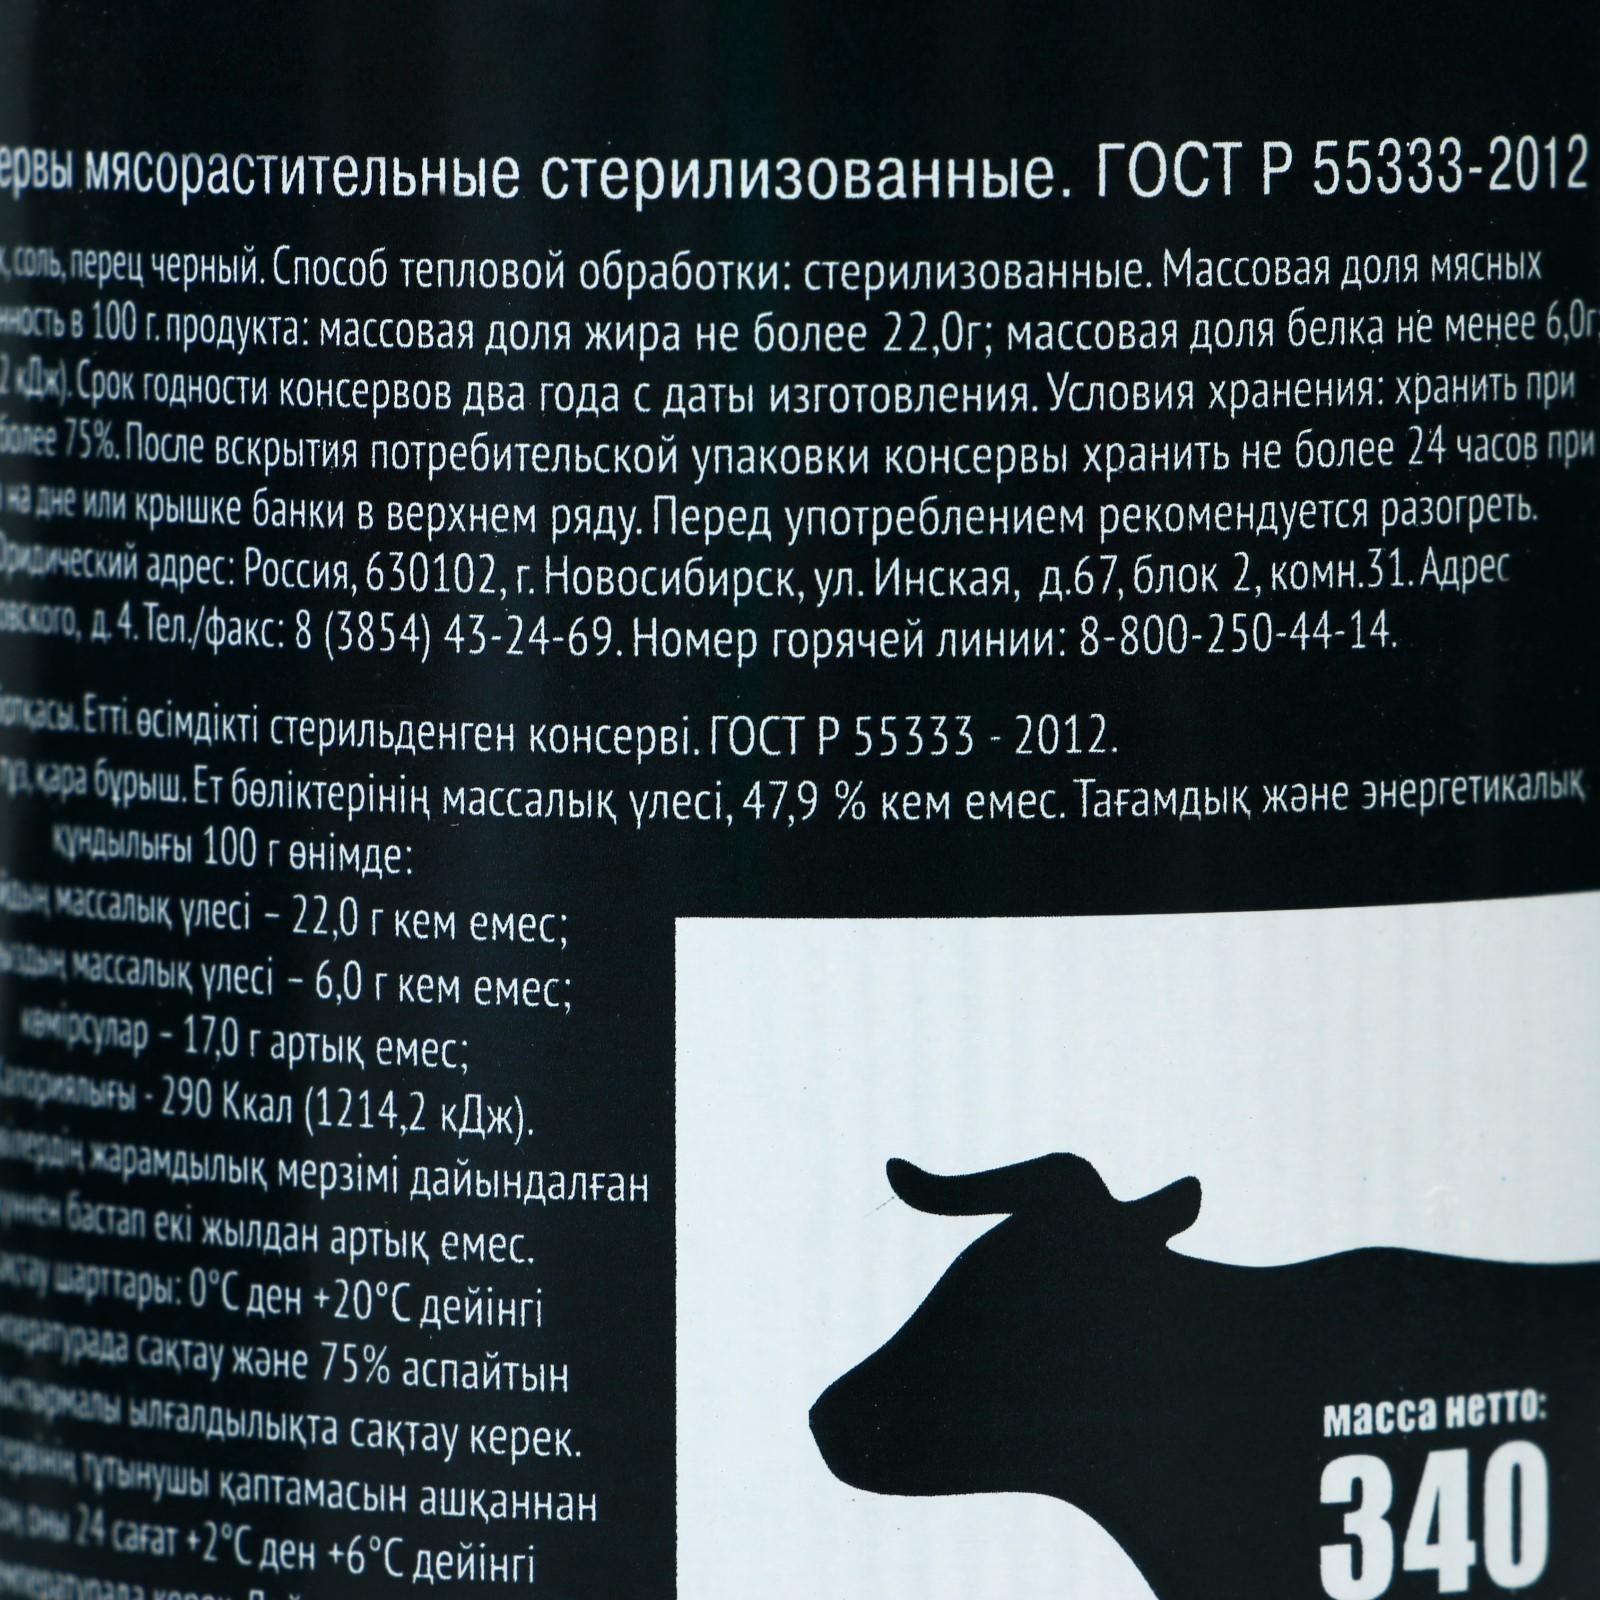 мясорастительные стерилизованные. ГОСТ Р 55333-2012
соль, перец черный. Способ тепловой обработки: стерилизованные. Массовая доля мясных
в 100 г. продукта: массовая доля жира не более 22,0г; массовая доля белка не менее 6,0г;
кДж). Срок годности консервов два года с даты изготовления. Условия хранения: хранить при
более 75%. После вскрытия потребительской упаковки консервы хранить не более 24 часов при
на дне или крышке банки в верхнем ряду. Перед употреблением рекомендуется разогреть.
Юридический адрес: Россия, 630102, г. Новосибирск, ул. Инская, д.67, блок 2, комн.31. Адрес
д. 4. Тел./факс: 8 (3854) 43-24-69. Номер горячей линии: 8-800-250-44-14.
Етті өсімдікті стерильденген консерві. ГОСТ Р 55333 - 2012.
қара бұрыш. Ет бөліктерінің массалық үлесі, 47,9 % кем емес. Тағамдық және энергетикалық
құндылығы 100 г өнімде:
массалық үлесі – 22,0 г кем емес;
массалық үлесі – 6,0 г кем емес;
көмірсулар – 17,0 г артық емес;
Калориялығы - 290 Ккал (1214,2 кДж).
жарамдылық мерзімі дайындалған
бастап екі жылдан артық емес.
шарттары: 0°C ден +20°C дейінгі
сақтау және 75% аспайтын
ылғалдылықта сақтау керек.
тұтынушы қаптамасын ашқаннан
оны 24 сағат +2°C ден +6°C дейінгі
масса нетто:
340